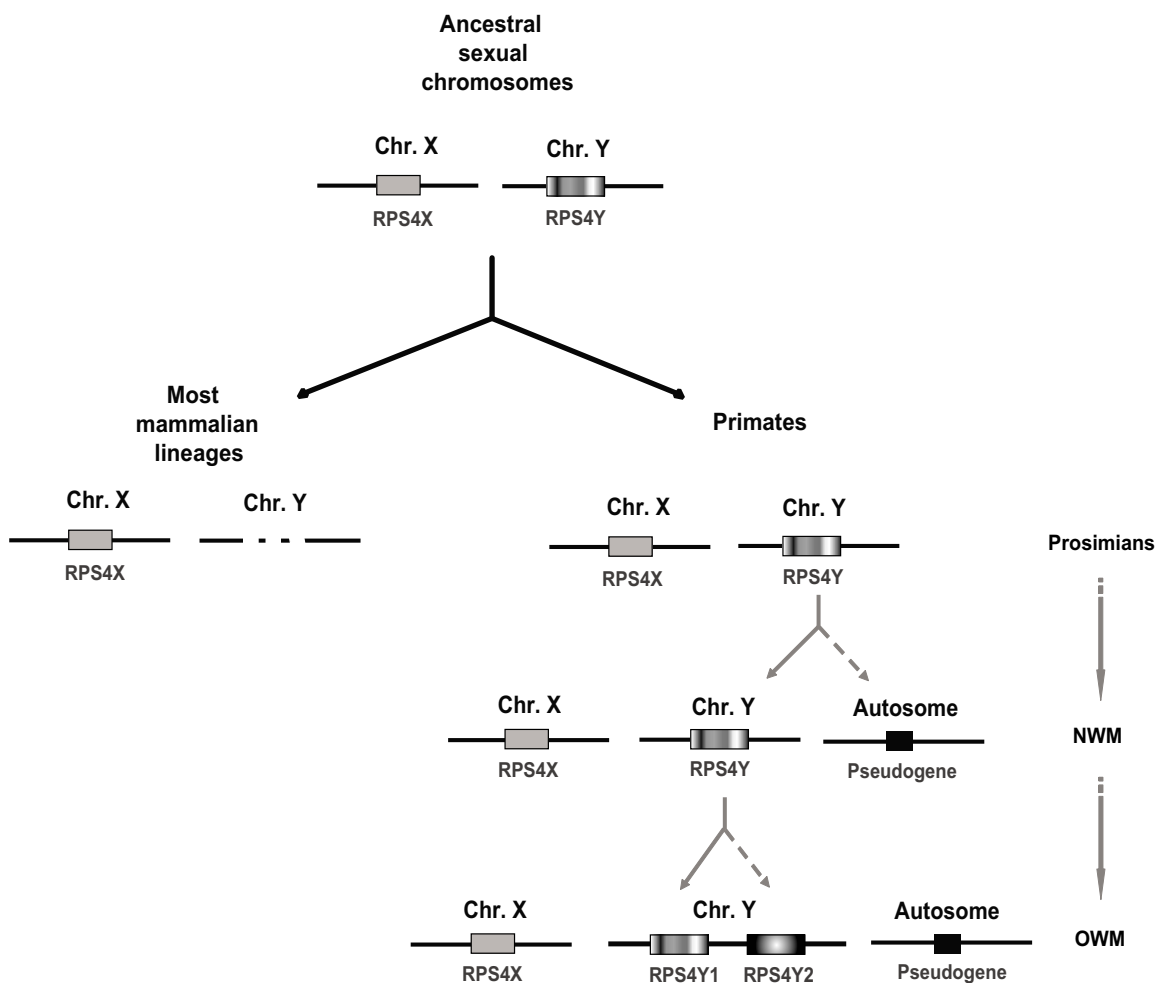 Ancestral
sexual
chromosomes
Chr. X
Chr. Y
RPS4X
RPS4Y
Most
mammalian
lineages
Primates
Chr. X
Chr. Y
RPS4X
Chr. X
Chr. Y
Prosimians
RPS4X
RPS4Y
Chr. X
Chr. Y
Autosome
NWM
RPS4X
RPS4Y
Pseudogene
Chr. X
Chr. Y
Autosome
OWM
RPS4X
RPS4Y1
RPS4Y2
Pseudogene